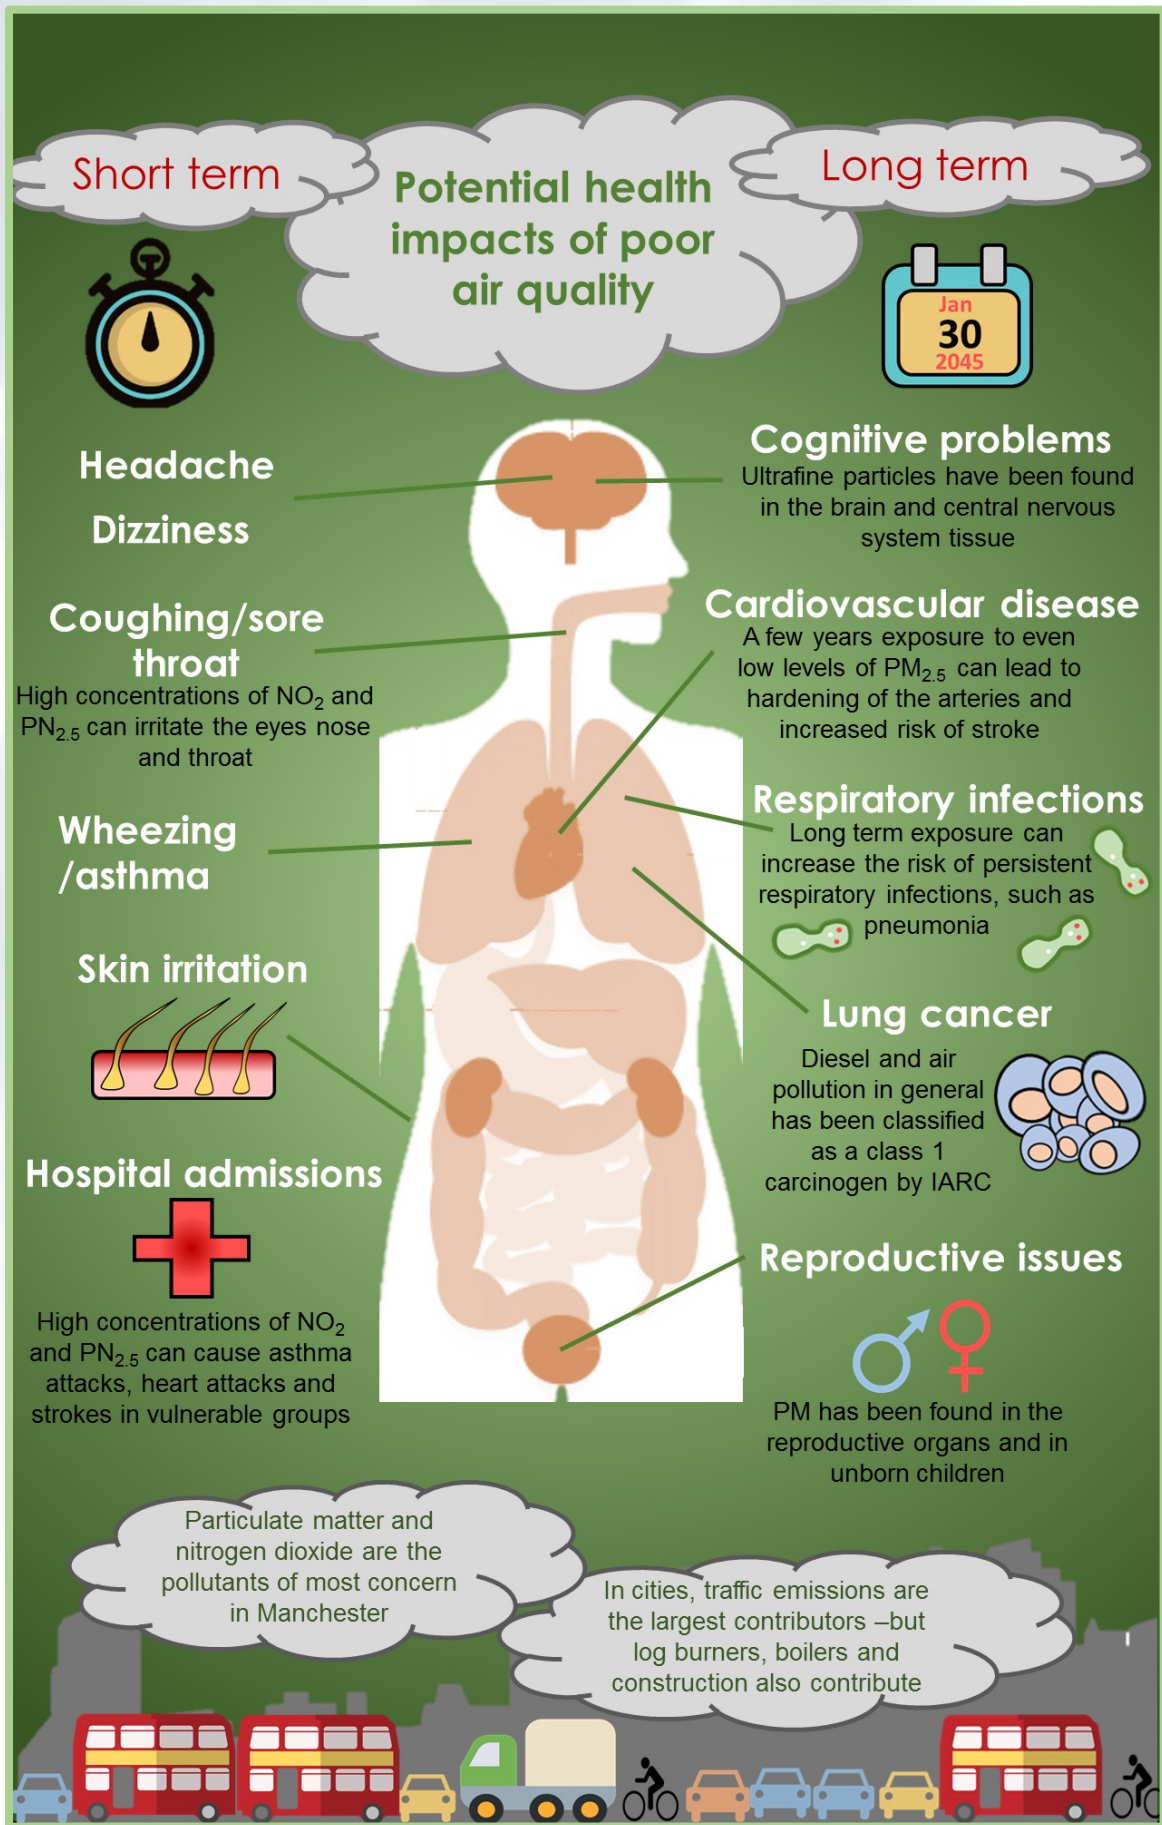 Short term
Potential health
impacts of poor
air quality
Long term
Jan
30
2045
Headache
Dizziness
Coughing/sore
throat
High concentrations of NO₂ and
PN₂.₅ can irritate the eyes nose
and throat
Wheezing
/asthma
Skin irritation
Hospital admissions
High concentrations of NO₂
and PN₂.₅ can cause asthma
attacks, heart attacks and
strokes in vulnerable groups
Cognitive problems
Ultrafine particles have been found
in the brain and central nervous
system tissue
Cardiovascular disease
A few years exposure to even
low levels of PM₂.₅ can lead to
hardening of the arteries and
increased risk of stroke
Respiratory infections
Long term exposure can
increase the risk of persistent
respiratory infections, such as
pneumonia
Lung cancer
Diesel and air
pollution in general
has been classified
as a class 1
carcinogen by IARC
Reproductive issues
PM has been found in the
reproductive organs and in
unborn children
Particulate matter and
nitrogen dioxide are the
pollutants of most concern
in Manchester
In cities, traffic emissions are
the largest contributors –but
log burners, boilers and
construction also contribute